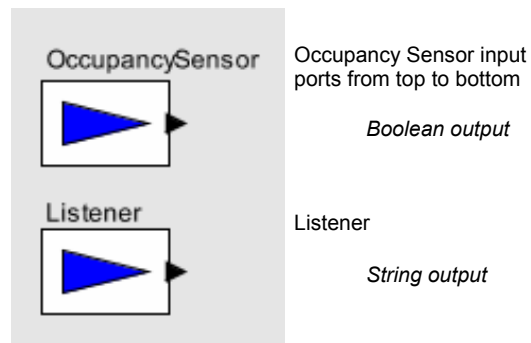 OccupancySensor
Occupancy Sensor input
ports from top to bottom
Boolean output
Listener
Listener
String output